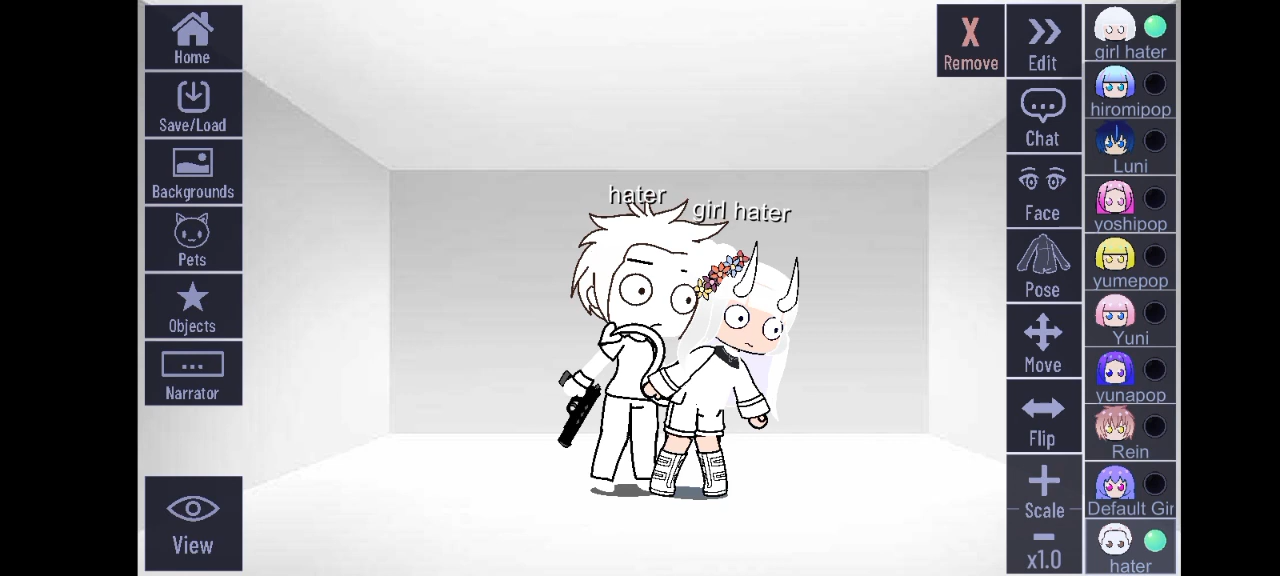 Home
Save/Load
Backgrounds
Pets
Objects
...
Narrator
View
hater
girl hater
X
Remove
Edit
...
Chat
Face
Pose
Move
Flip
Scale
x1.0
girl hater
hiromipop
Luni
yoshipop
yumepop
Yuni
yunapop
Rein
Default Gir
hater